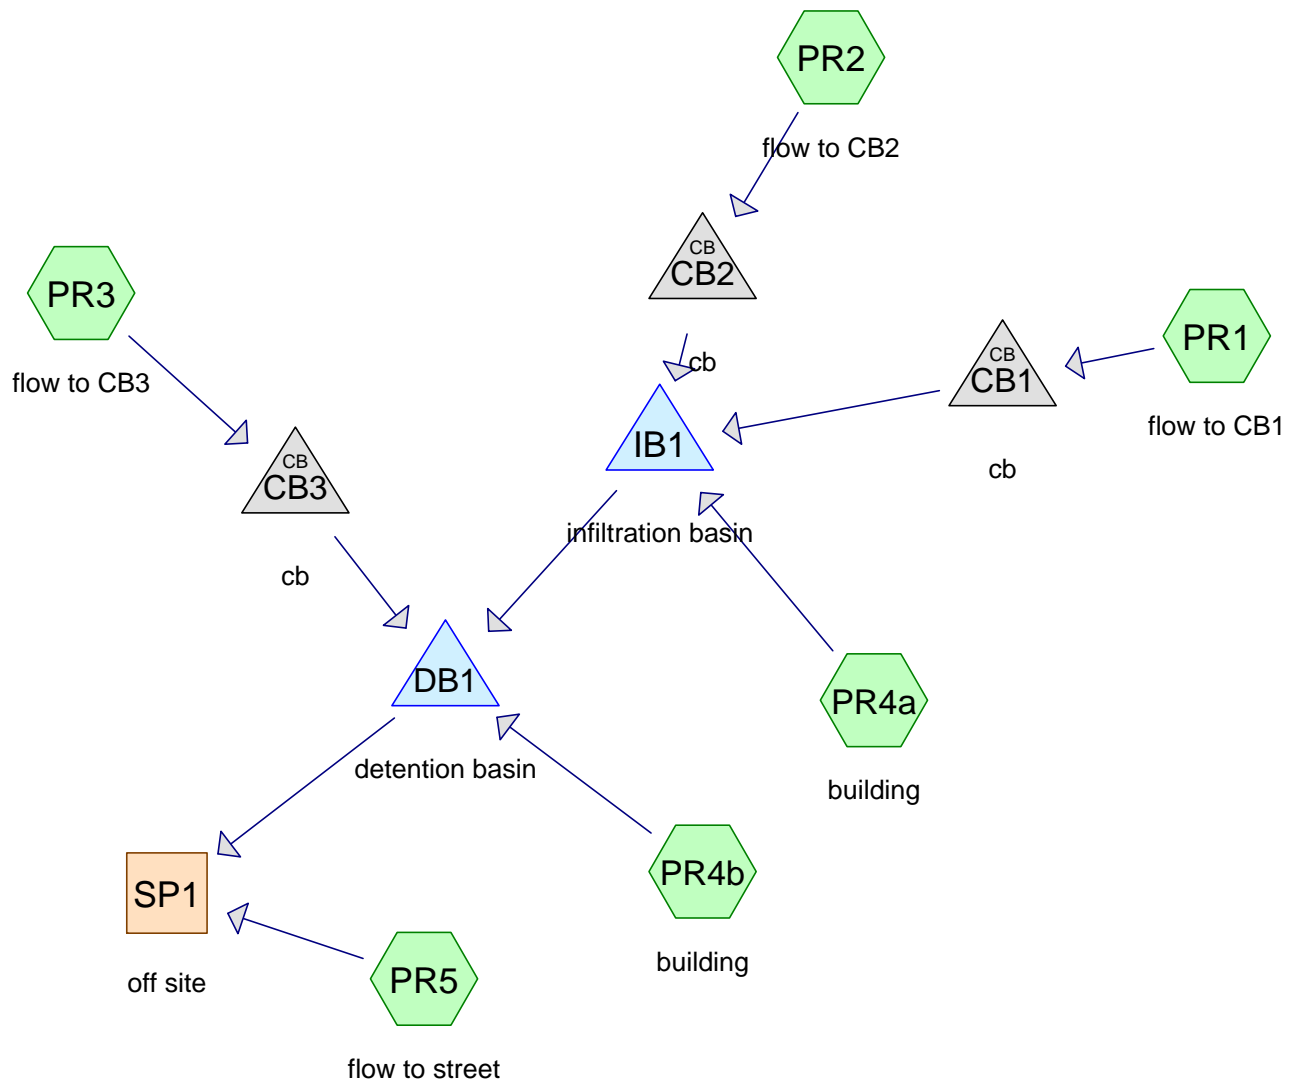 PR2
flow to CB2
CB
CB2
cb
PR3
flow to CB3
CB
CB1
cb
PR1
flow to CB1
IB1
infiltration basin
CB
CB3
cb
DB1
detention basin
PR4a
building
PR4b
building
SP1
off site
PR5
flow to street